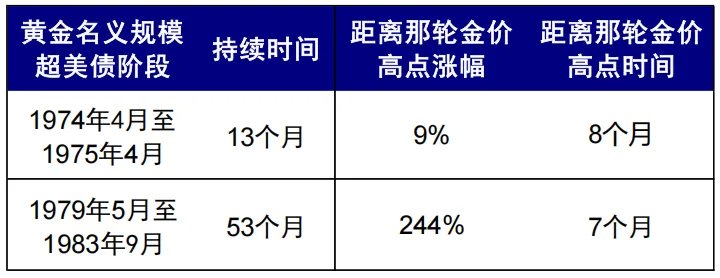 黄金名义规模
超美债阶段
持续时间
距离那轮金价
高点涨幅
距离那轮金价
高点时间
1974年4月至
1975年4月
13个月
9%
8个月
1979年5月至
1983年9月
53个月
244%
7个月